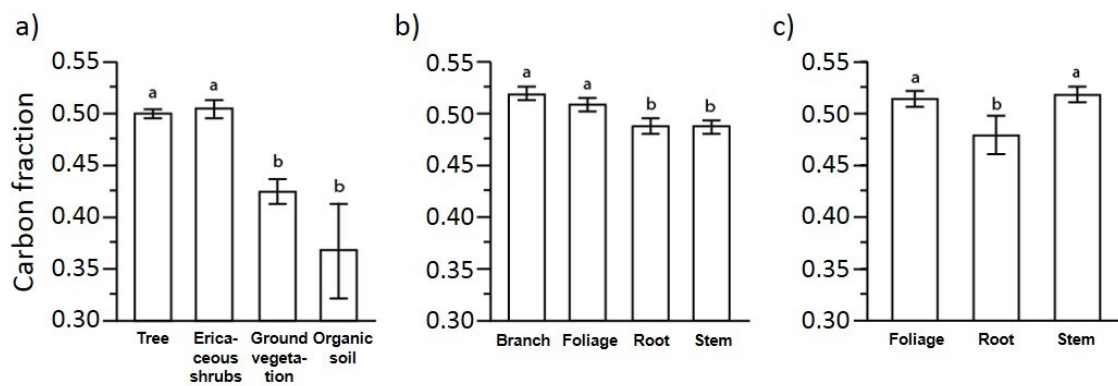 a)
b)
c)
Carbon fraction
0.55
0.50
0.45
0.40
0.35
0.30
a
a
b
b
Tree
Erica-
ceous
shrubs
Ground
vegeta-
tion
Organic
soil
0.55
0.50
0.45
0.40
0.35
0.30
a
a
b
b
Branch Foliage Root Stem
0.55
0.50
0.45
0.40
0.35
0.30
a
b
a
Foliage Root Stem